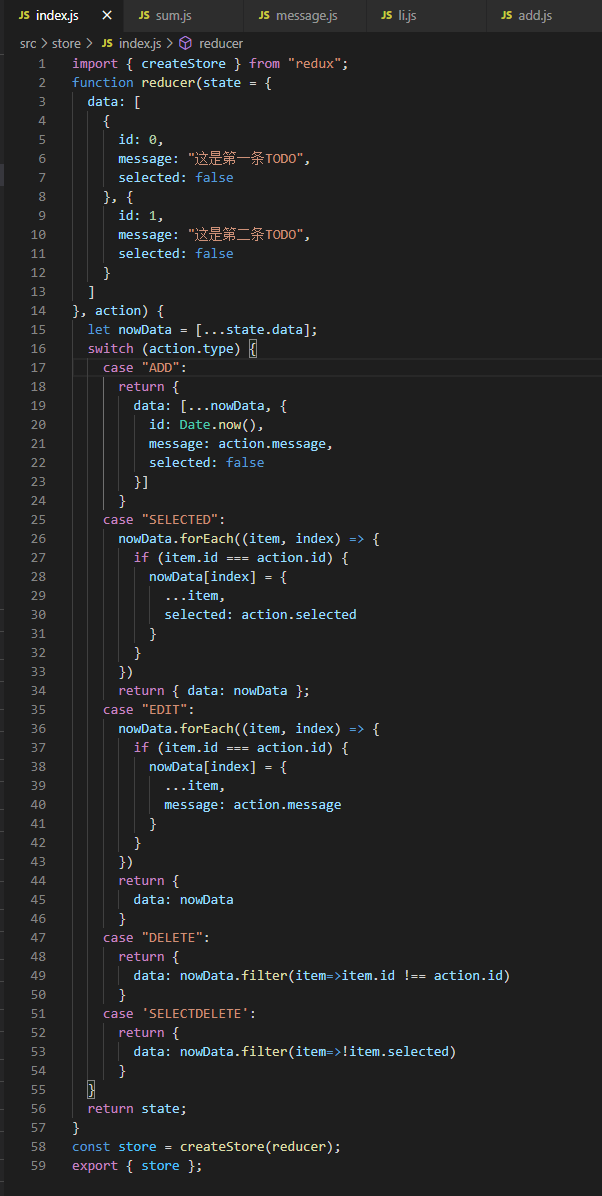 index.js sum.js message.js li.js add.js
src > store > JS index.js > reducer
1 import { createStore } from "redux";
2 function reducer(state = {
3   data: [
4     {
5       id: 0,
6       message: "这是第一条TODO",
7       selected: false
8     }, {
9       id: 1,
10       message: "这是第二条TODO",
11       selected: false
12     }
13   ]
14 }, action) {
15   let nowData = [...state.data];
16   switch (action.type) {
17     case "ADD":
18       return {
19         data: [...nowData, {
20           id: Date.now(),
21           message: action.message,
22           selected: false
23         }]
24       }
25     case "SELECTED":
26       nowData.forEach((item, index) => {
27         if (item.id === action.id) {
28           nowData[index] = {
29             ...item,
30             selected: action.selected
31           }
32         }
33       })
34       return { data: nowData };
35     case "EDIT":
36       nowData.forEach((item, index) => {
37         if (item.id === action.id) {
38           nowData[index] = {
39             ...item,
40             message: action.message
41           }
42         }
43       })
44       return {
45         data: nowData
46       }
47     case "DELETE":
48       return {
49         data: nowData.filter(item=>item.id !== action.id)
50       }
51     case 'SELECTDELETE':
52       return {
53         data: nowData.filter(item=>!item.selected)
54       }
55   }
56   return state;
57 }
58 const store = createStore(reducer);
59 export { store };